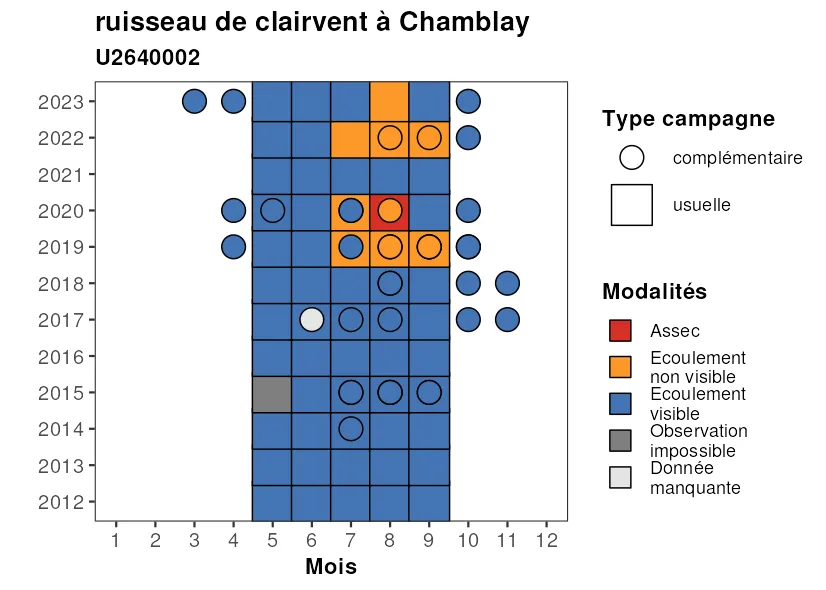 ruisseau de clairvent à Chamblay
U2640002
2023
2022
2021
2020
2019
2018
2017
2016
2015
2014
2013
2012
1 2 3 4 5 6 7 8 9 10 11 12
Mois
Type campagne
complémentaire
usuelle
Modalités
Assec
Ecoulement
non visible
Ecoulement
visible
Observation
impossible
Donnée
manquante